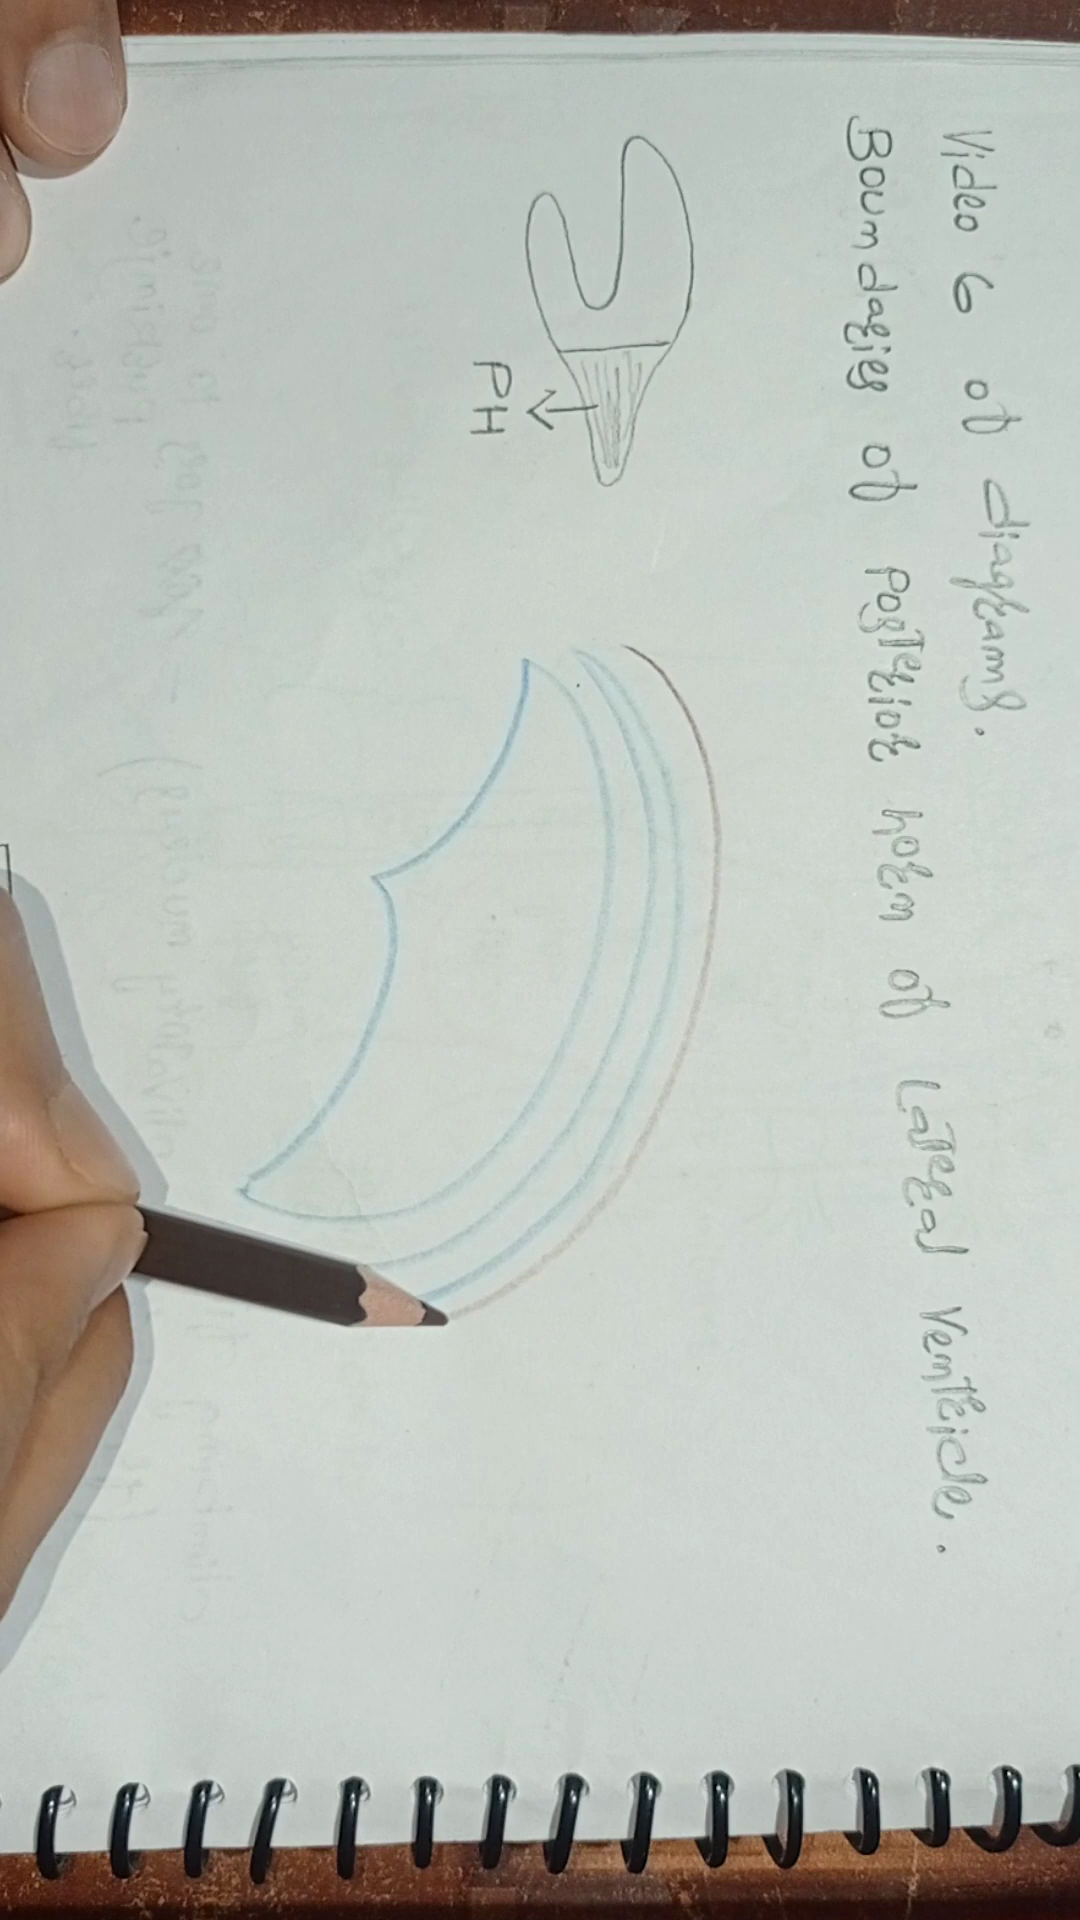 Video 6 of diagrams.
Boundaries of Posterior horn of Lateral Ventricle.
PH